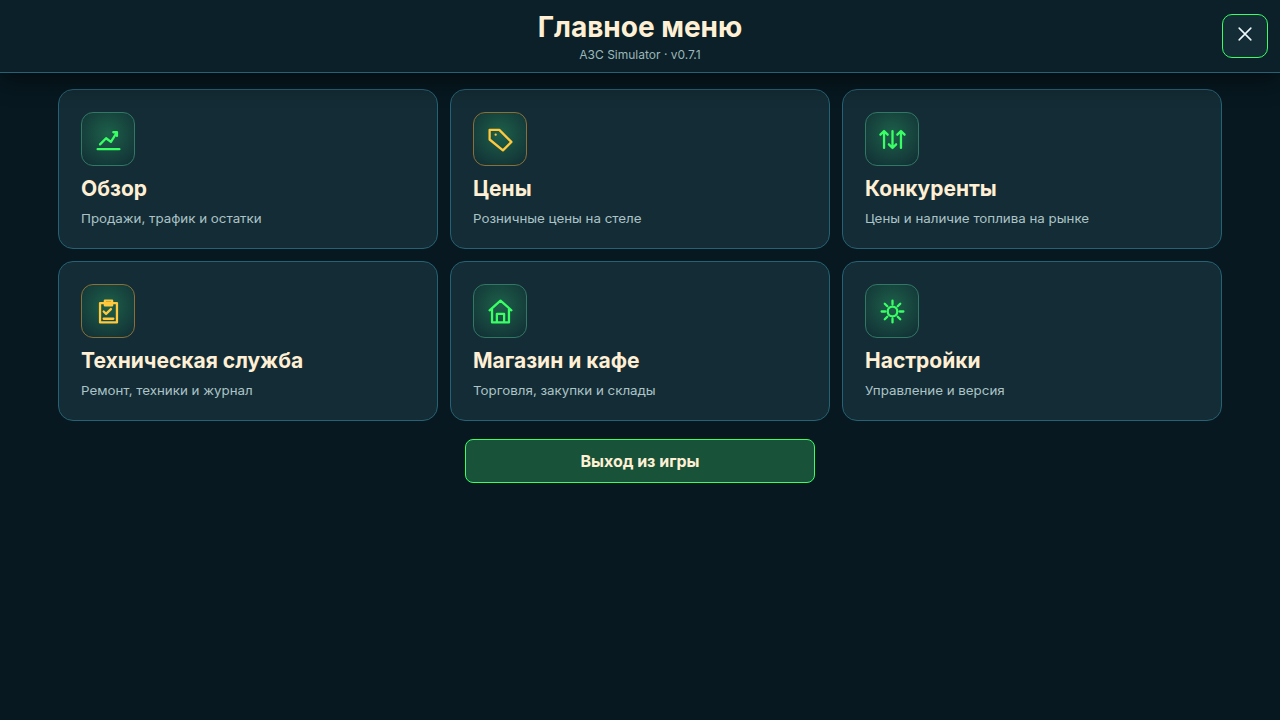 Главное меню
АЗС Simulator · v0.7.1
Обзор
Продажи, трафик и остатки
Цены
Розничные цены на стеле
Конкуренты
Цены и наличие топлива на рынке
Техническая служба
Ремонт, техники и журнал
Магазин и кафе
Торговля, закупки и склады
Настройки
Управление и версия
Выход из игры